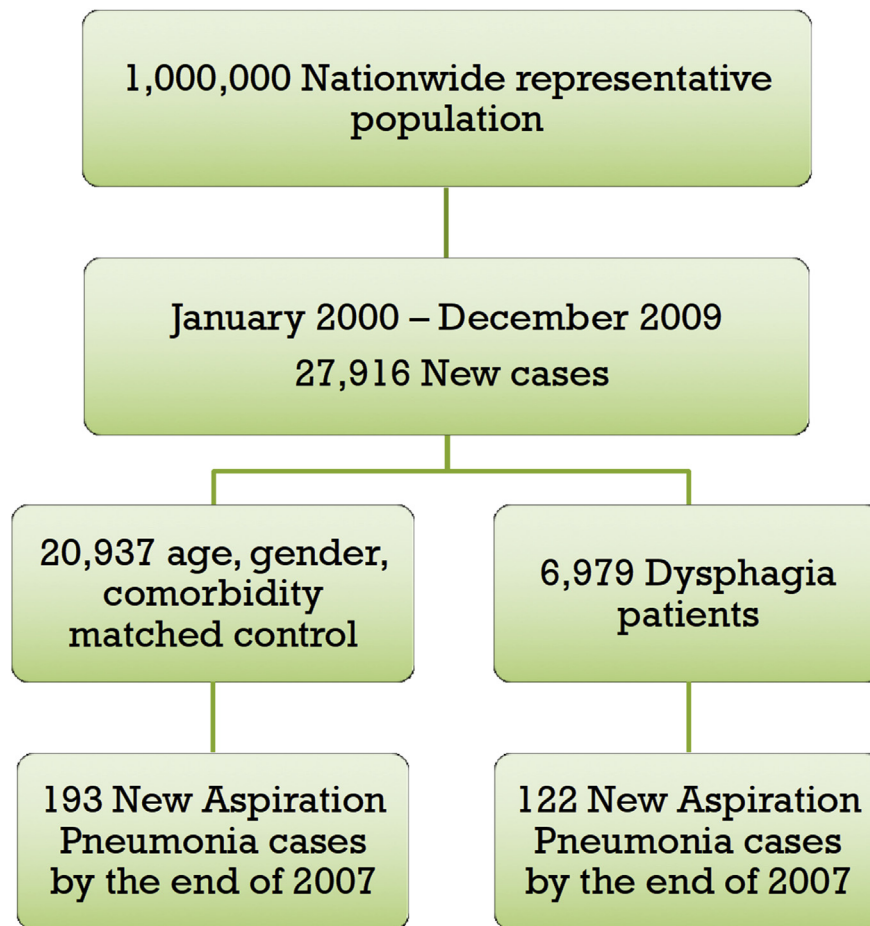 1,000,000 Nationwide representative
population
January 2000 – December 2009
27,916 New cases
20,937 age, gender,
comorbidity
matched control
6,979 Dysphagia
patients
193 New Aspiration
Pneumonia cases
by the end of 2007
122 New Aspiration
Pneumonia cases
by the end of 2007